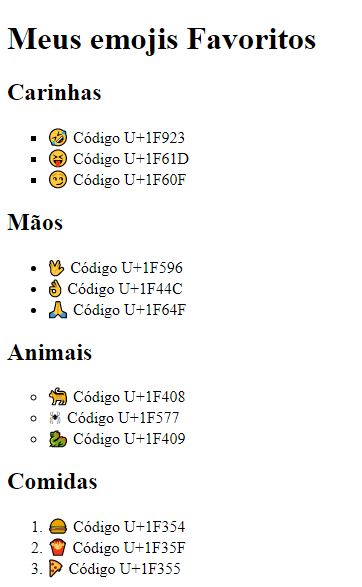 Meus emojis Favoritos
Carinhas
▪ 🤣 Código U+1F923
▪ 😝 Código U+1F61D
▪ 😏 Código U+1F60F
Mãos
• 🖖 Código U+1F596
• 👌 Código U+1F44C
• 🙏 Código U+1F64F
Animais
○ 🐈 Código U+1F408
○ 🕷 Código U+1F577
○ 🐉 Código U+1F409
Comidas
1. 🍔 Código U+1F354
2. 🍟 Código U+1F35F
3. 🍕 Código U+1F355